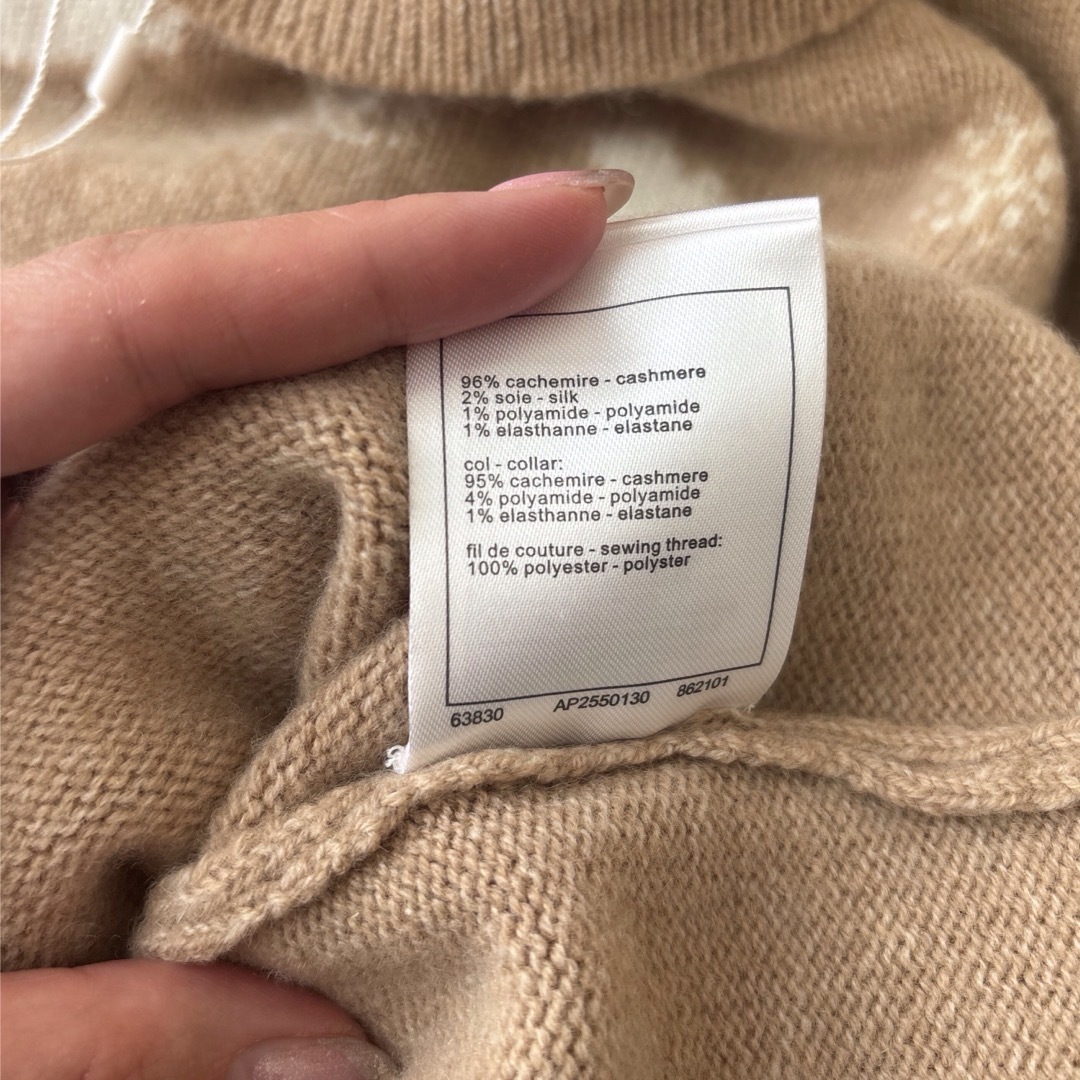 96% cachemire - cashmere
2% soie - silk
1% polyamide - polyamide
1% elasthanne - elastane
col - collar:
95% cachemire - cashmere
4% polyamide - polyamide
1% elasthanne - elastane
fil de couture - sewing thread:
100% polyester - polyster
63830 AP2550130 862101